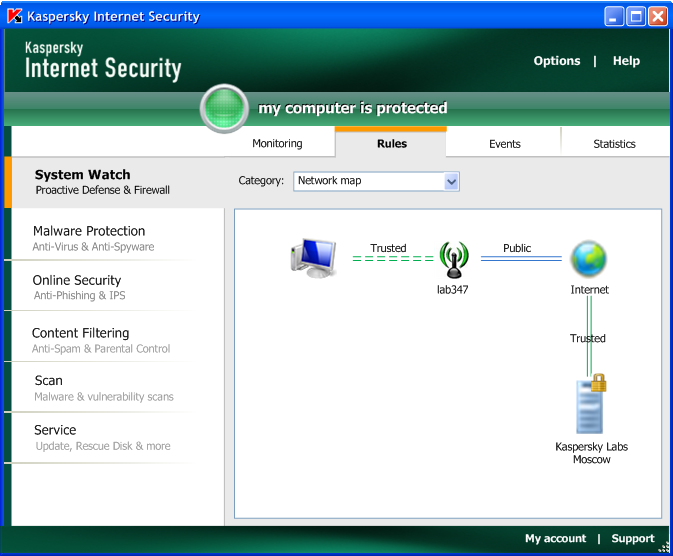 Kaspersky Internet Security
Kaspersky
Internet Security
Options | Help
my computer is protected
Monitoring
Rules
Events
Statistics
System Watch
Proactive Defense & Firewall
Category:
Network map
Malware Protection
Anti-Virus & Anti-Spyware
Online Security
Anti-Phishing & IPS
Content Filtering
Anti-Spam & Parental Control
Scan
Malware & vulnerability scans
Service
Update, Rescue Disk & more
Trusted
Public
lab347
Internet
Trusted
Kaspersky Labs
Moscow
My account | Support